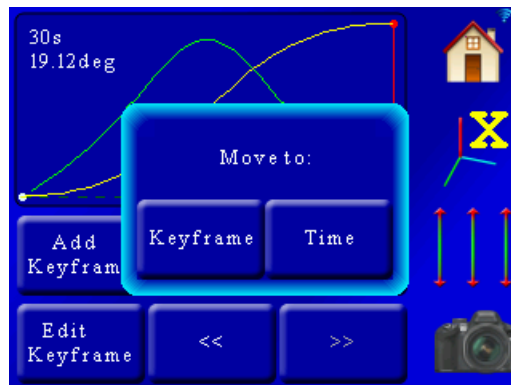 30s
19.12deg
X
Move to:
Keyframe Time
Add
Keyfram
Edit
Keyframe
<< >>